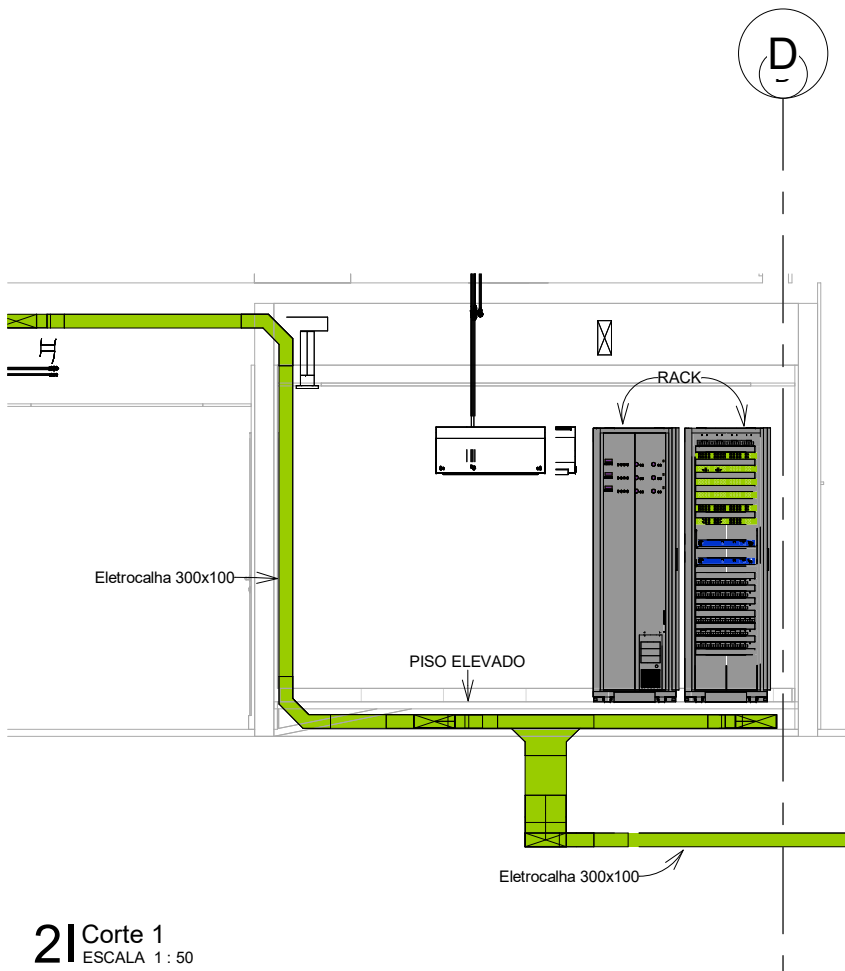 D
RACK
Eletrocalha 300x100
PISO ELEVADO
Eletrocalha 300x100
2
Corte 1
ESCALA 1 : 50